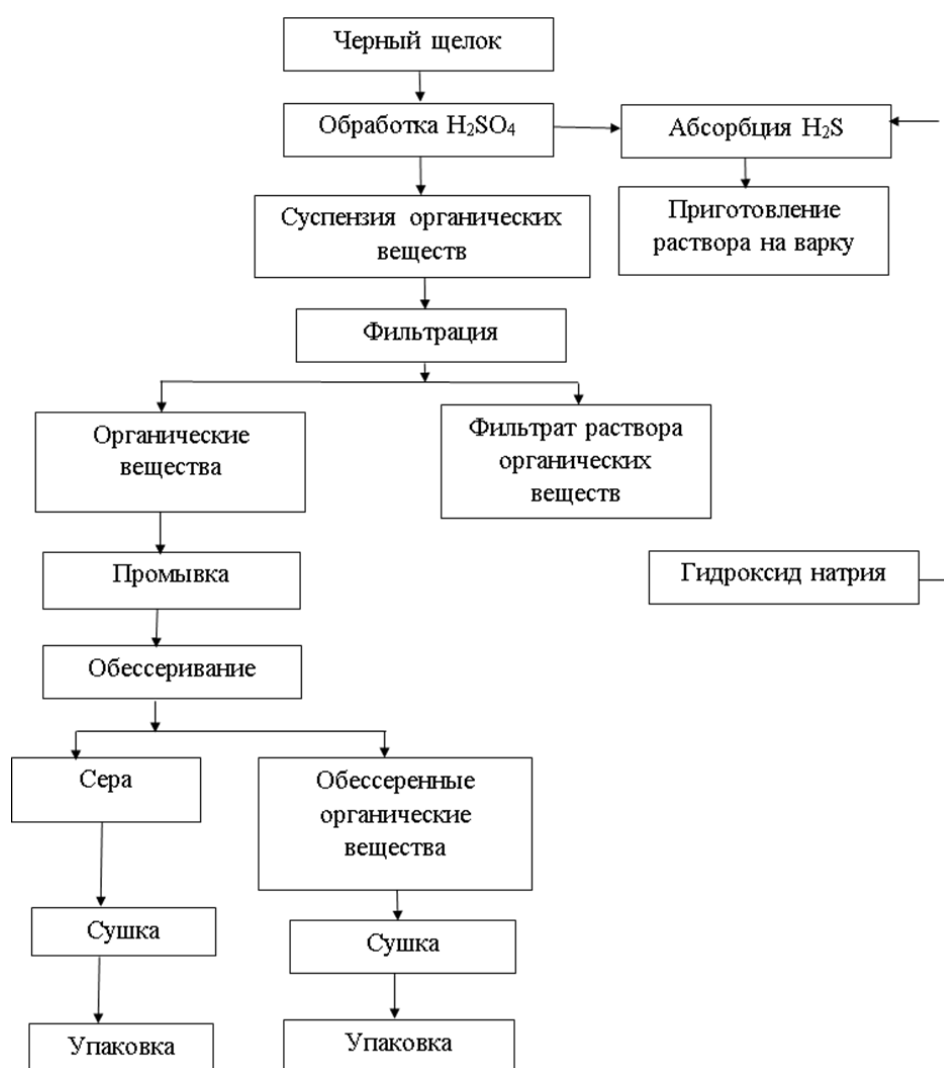 Черный щелок
Обработка H₂SO₄
Абсорбция H₂S
Суспензия органических
веществ
Приготовление
раствора на варку
Фильтрация
Органические
вещества
Фильтрат раствора
органических
веществ
Промывка
Гидроксид натрия
Обессеривание
Сера
Обессеренные
органические
вещества
Сушка
Сушка
Упаковка
Упаковка